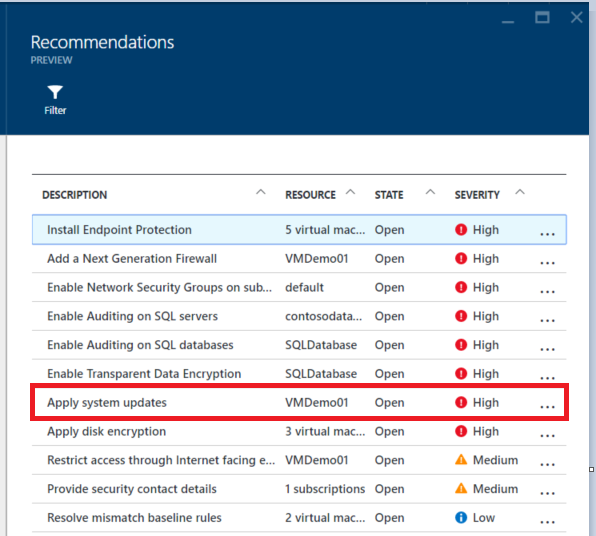 Recommendations
PREVIEW
Filter
DESCRIPTION RESOURCE STATE SEVERITY
Install Endpoint Protection 5 virtual mac... Open High ...
Add a Next Generation Firewall VMDemo01 Open High ...
Enable Network Security Groups on sub... default Open High ...
Enable Auditing on SQL servers contosodata... Open High ...
Enable Auditing on SQL databases SQLDatabase Open High ...
Enable Transparent Data Encryption SQLDatabase Open High ...
Apply system updates VMDemo01 Open High ...
Apply disk encryption 3 virtual mac... Open High ...
Restrict access through Internet facing e... VMDemo01 Open Medium ...
Provide security contact details 1 subscriptions Open Medium ...
Resolve mismatch baseline rules 2 virtual mac... Open Low ...